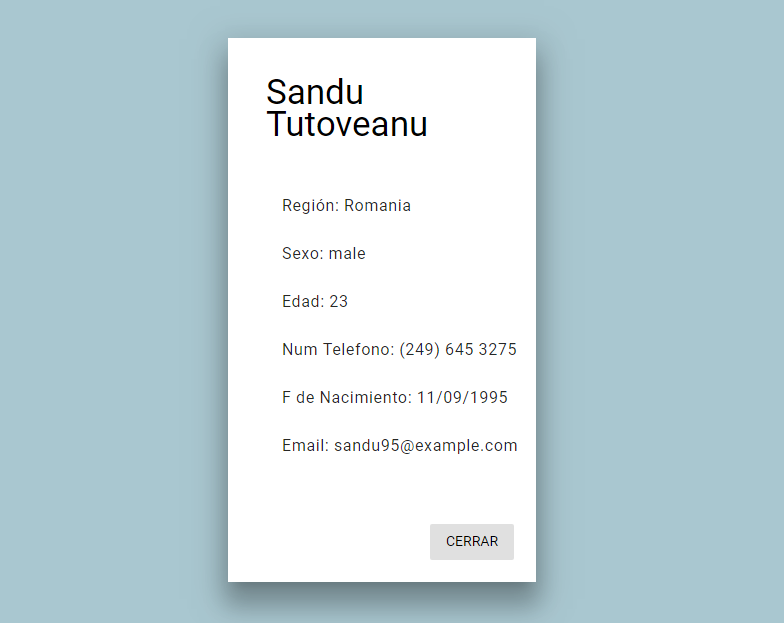 Sandu
Tutoveanu
Región: Romania
Sexo: male
Edad: 23
Num Telefono: (249) 645 3275
F de Nacimiento: 11/09/1995
Email: sandu95@example.com
CERRAR